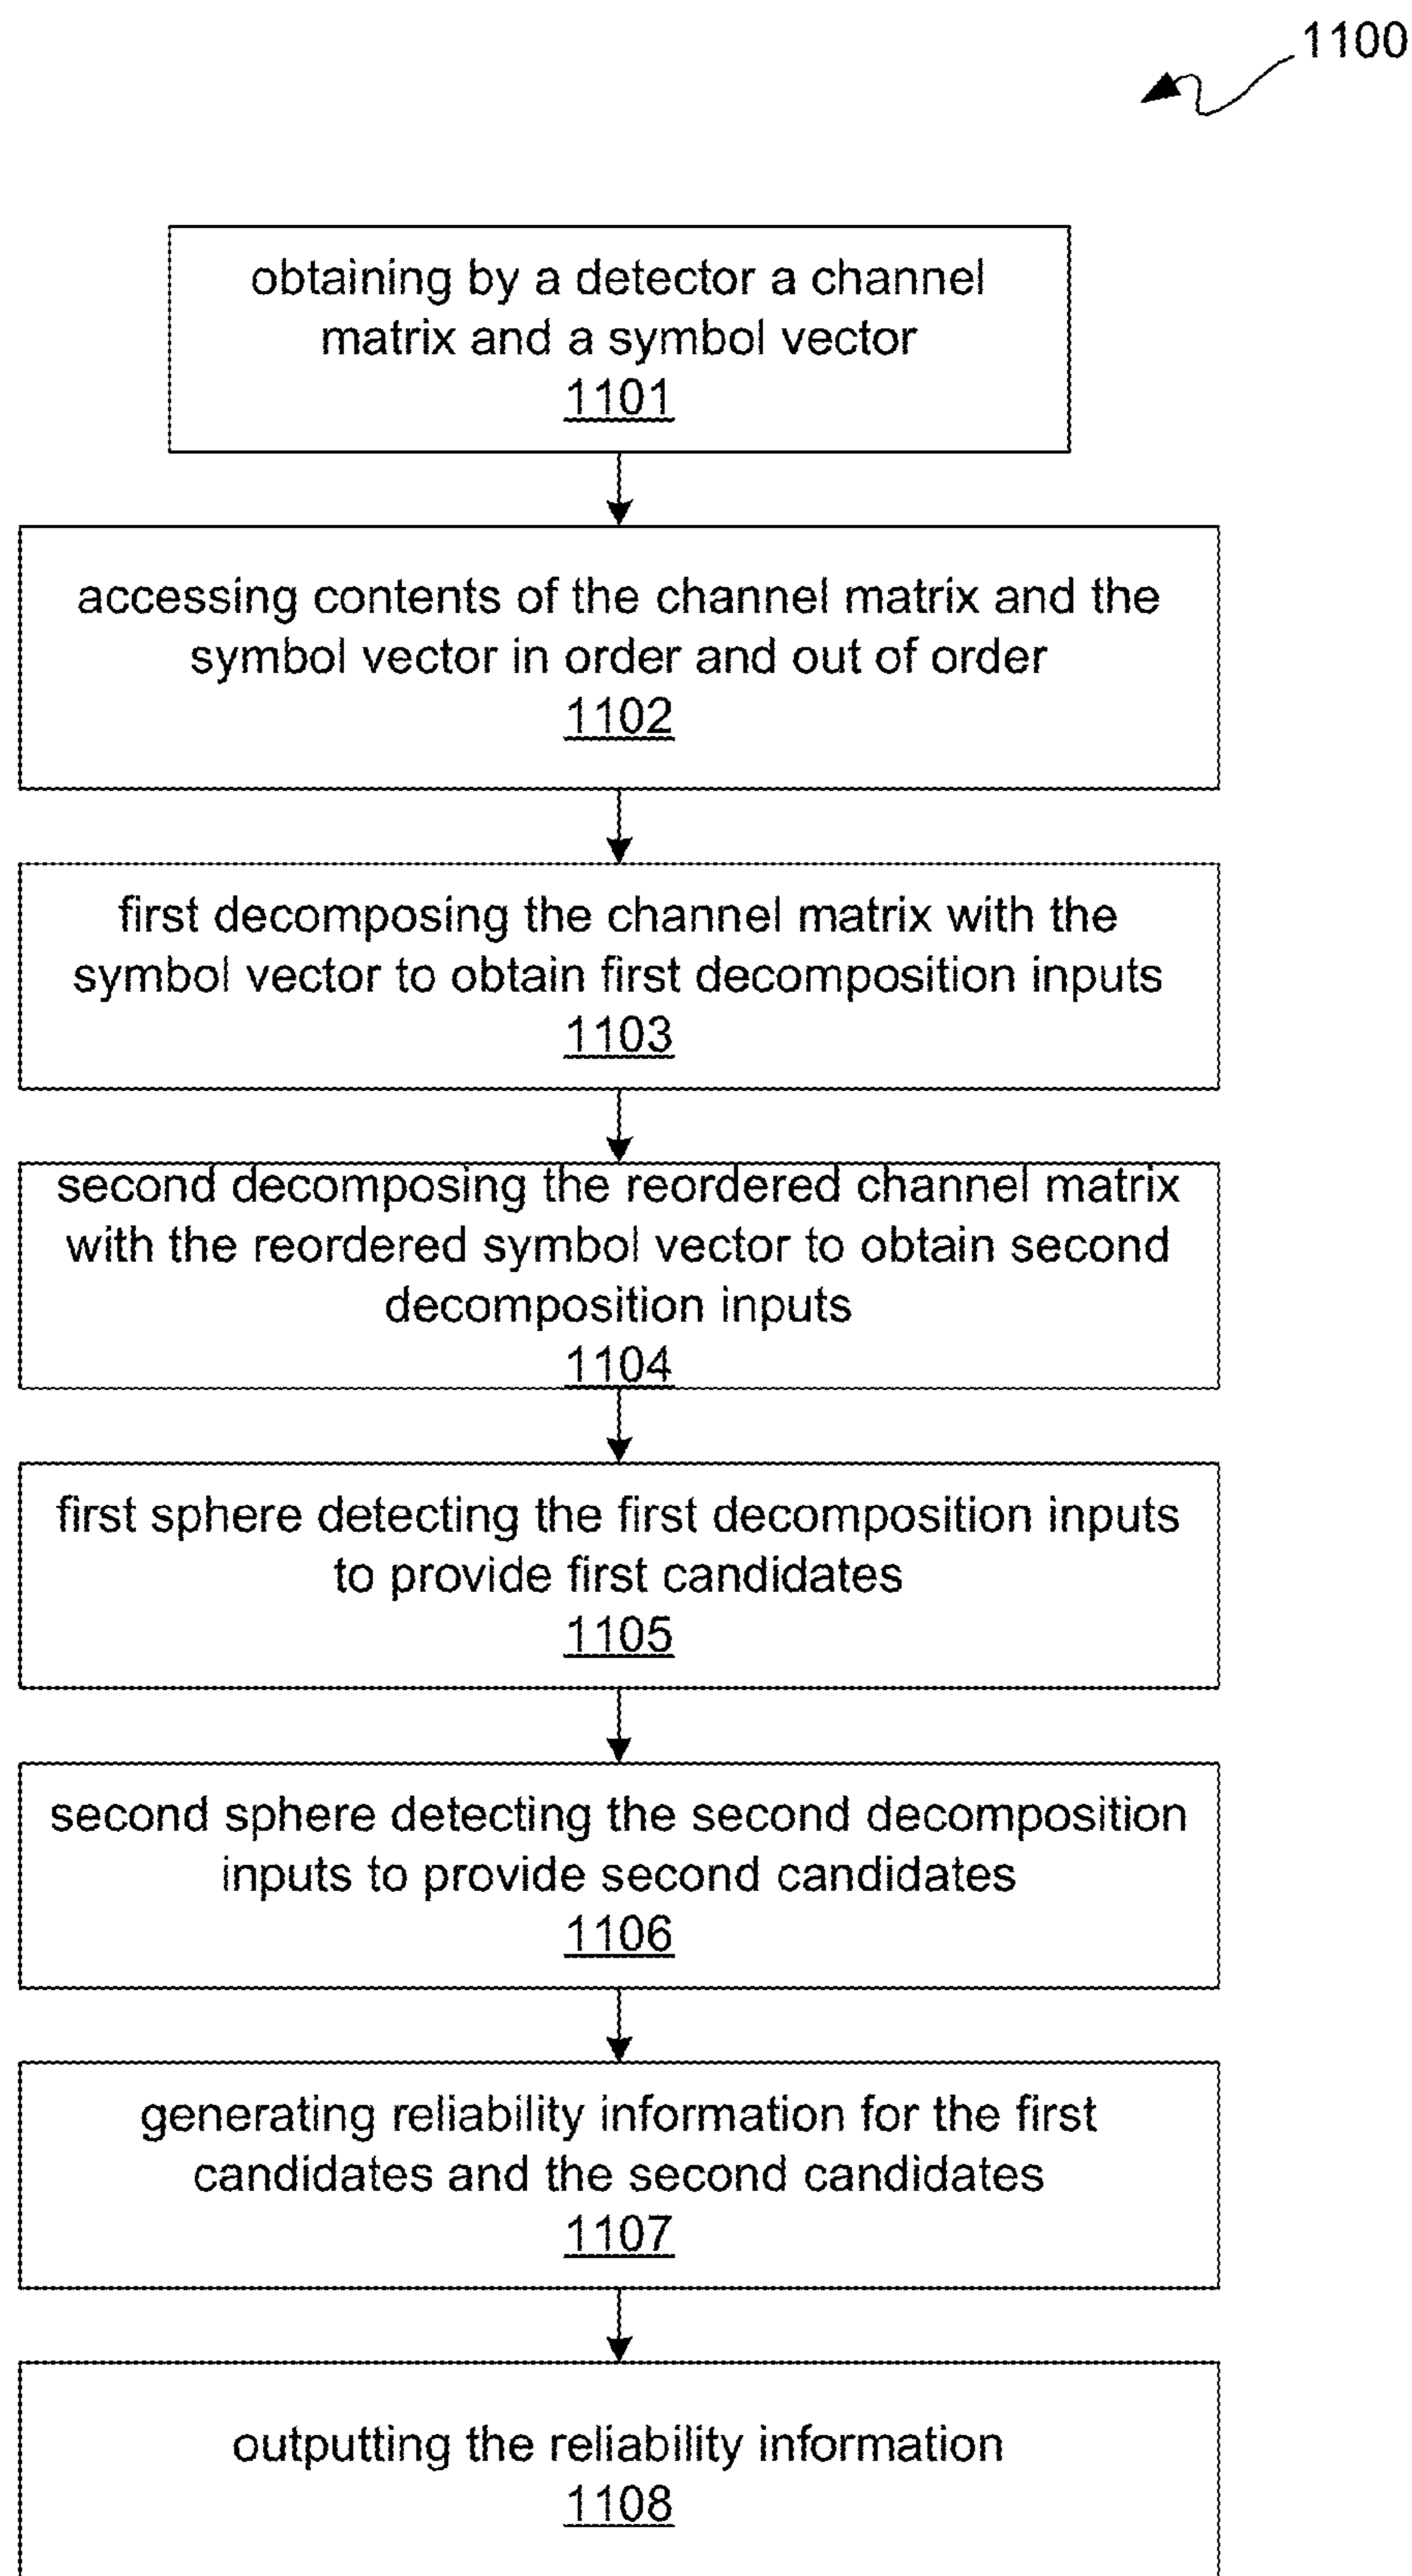 1100
obtaining by a detector a channel
matrix and a symbol vector
1101
accessing contents of the channel matrix and the
symbol vector in order and out of order
1102
first decomposing the channel matrix with the
symbol vector to obtain first decomposition inputs
1103
second decomposing the reordered channel matrix
with the reordered symbol vector to obtain second
decomposition inputs
1104
first sphere detecting the first decomposition inputs
to provide first candidates
1105
second sphere detecting the second decomposition
inputs to provide second candidates
1106
generating reliability information for the first
candidates and the second candidates
1107
outputting the reliability information
1108